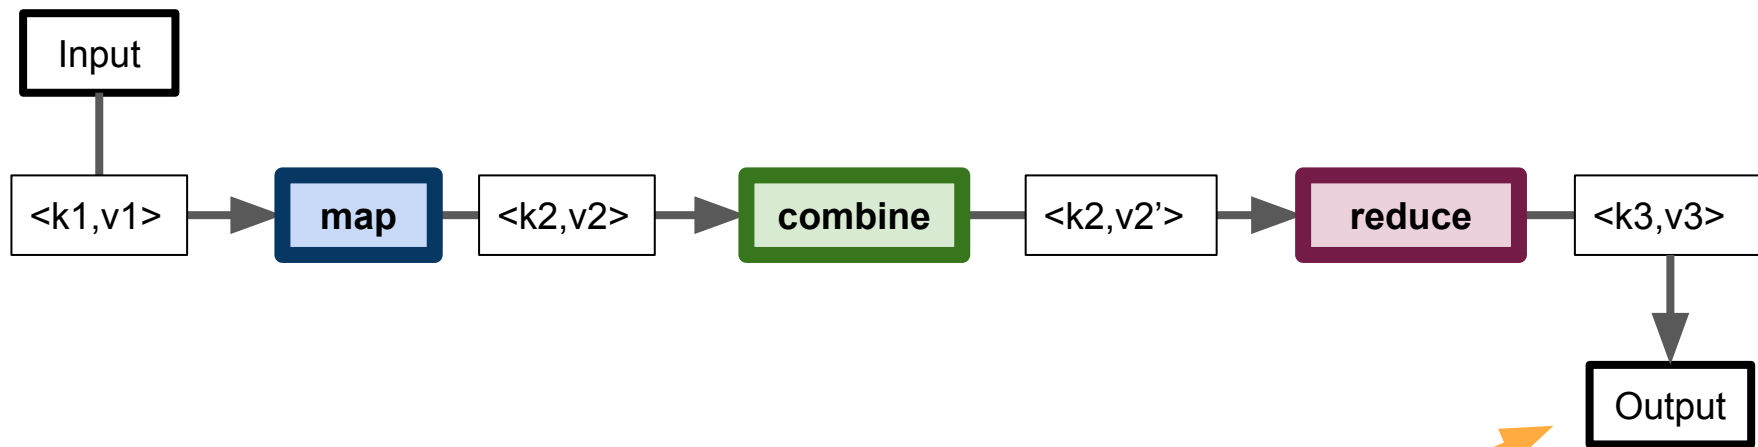 Input
<k1,v1>
map
<k2,v2>
combine
<k2,v2’>
reduce
<k3,v3>
Output